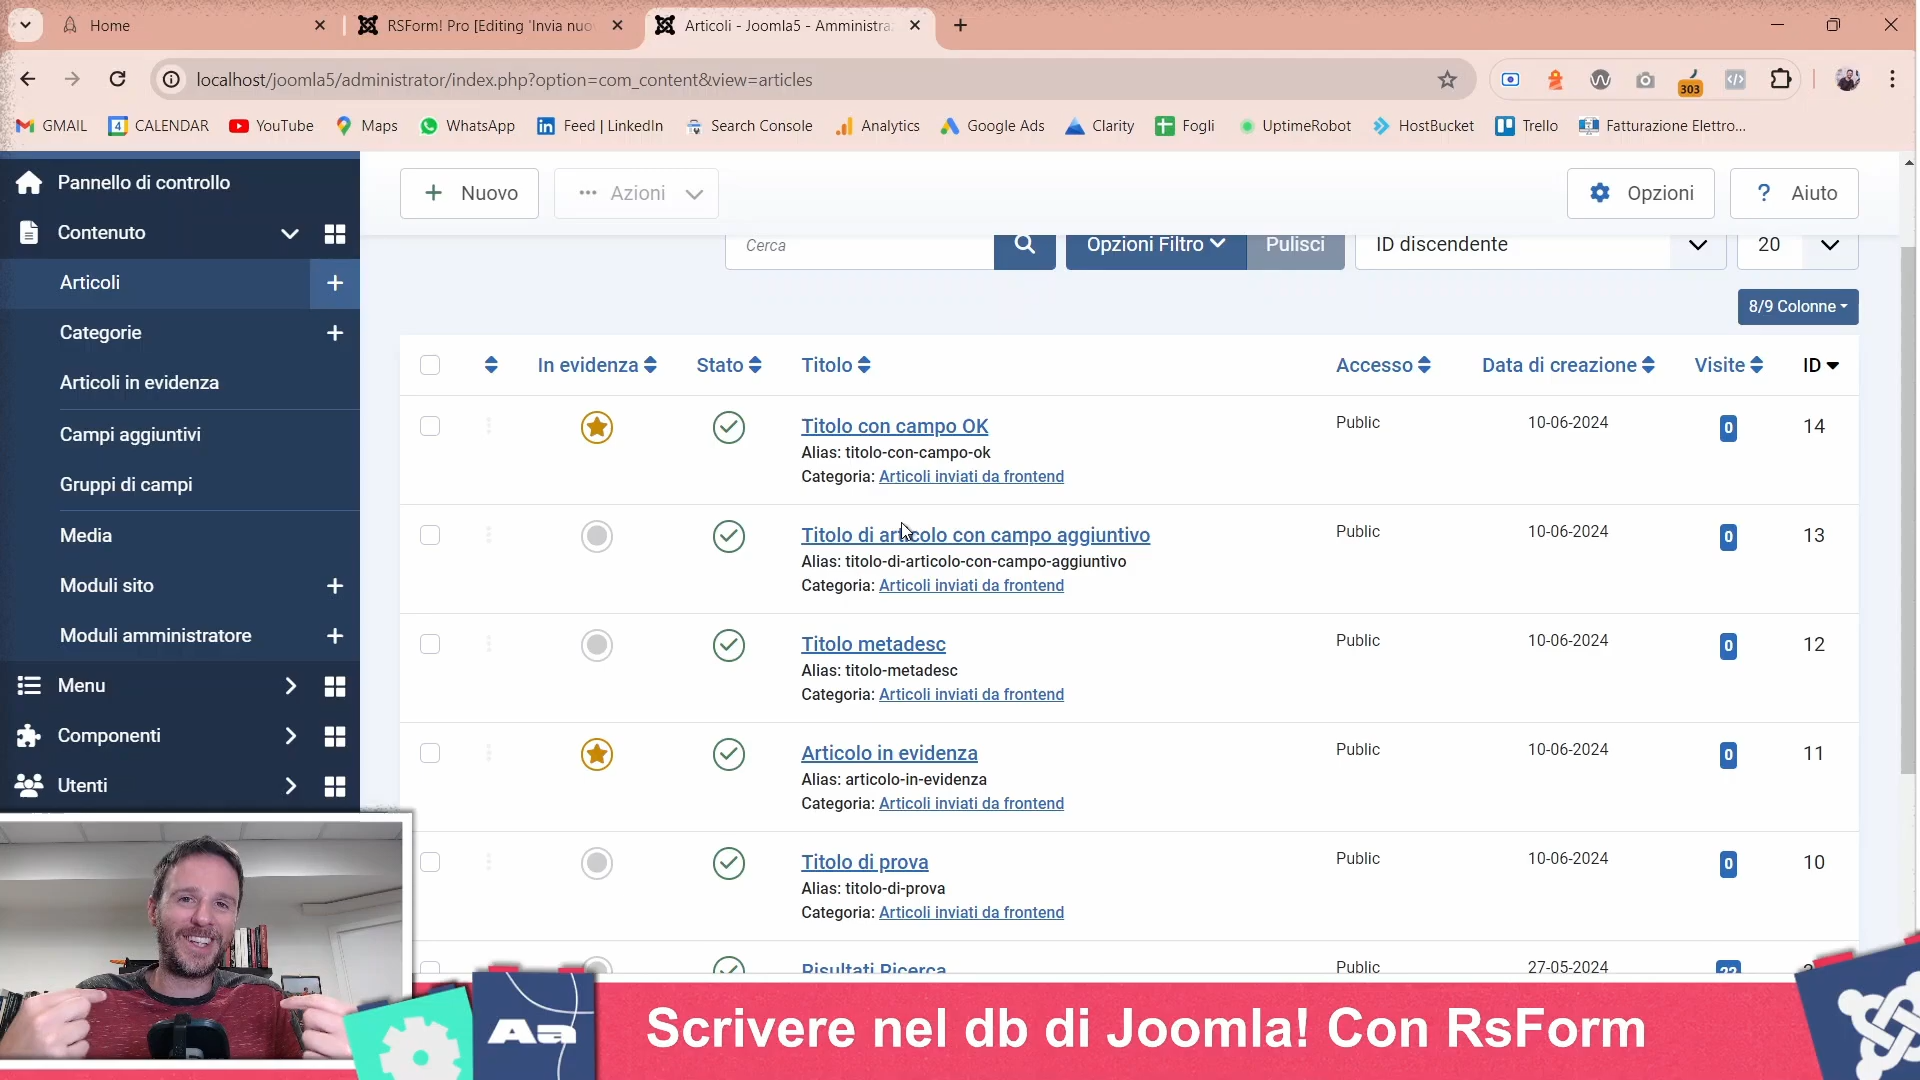 Home
RSForm! Pro [Editing 'Invia nuo
Articoli - Joomla5 - Amministra
localhost/joomla5/administrator/index.php?option=com_content&view=articles
303
GMAIL
4 CALENDAR
YouTube
Maps
WhatsApp
Feed | LinkedIn
Search Console
Analytics
Google Ads
Clarity
Fogli
UptimeRobot
HostBucket
Trello
Fatturazione Elettro...
Pannello di controllo
Contenuto
Articoli
Categorie
Articoli in evidenza
Campi aggiuntivi
Gruppi di campi
Media
Moduli sito
Moduli amministratore
Menu
Componenti
Utenti
+ Nuovo
... Azioni
Opzioni
? Aiuto
Cerca
Opzioni Filtro
Pulisci
ID discendente
20
8/9 Colonne
In evidenza
Stato
Titolo
Accesso
Data di creazione
Visite
ID
Titolo con campo OK
Alias: titolo-con-campo-ok
Categoria: Articoli inviati da frontend
Public
10-06-2024
0
14
Titolo di articolo con campo aggiuntivo
Alias: titolo-di-articolo-con-campo-aggiuntivo
Categoria: Articoli inviati da frontend
Public
10-06-2024
0
13
Titolo metadesc
Alias: titolo-metadesc
Categoria: Articoli inviati da frontend
Public
10-06-2024
0
12
Articolo in evidenza
Alias: articolo-in-evidenza
Categoria: Articoli inviati da frontend
Public
10-06-2024
0
11
Titolo di prova
Alias: titolo-di-prova
Categoria: Articoli inviati da frontend
Public
10-06-2024
0
10
Risultati Ricerca
Public
27-05-2024
Aa
Scrivere nel db di Joomla! Con RsForm